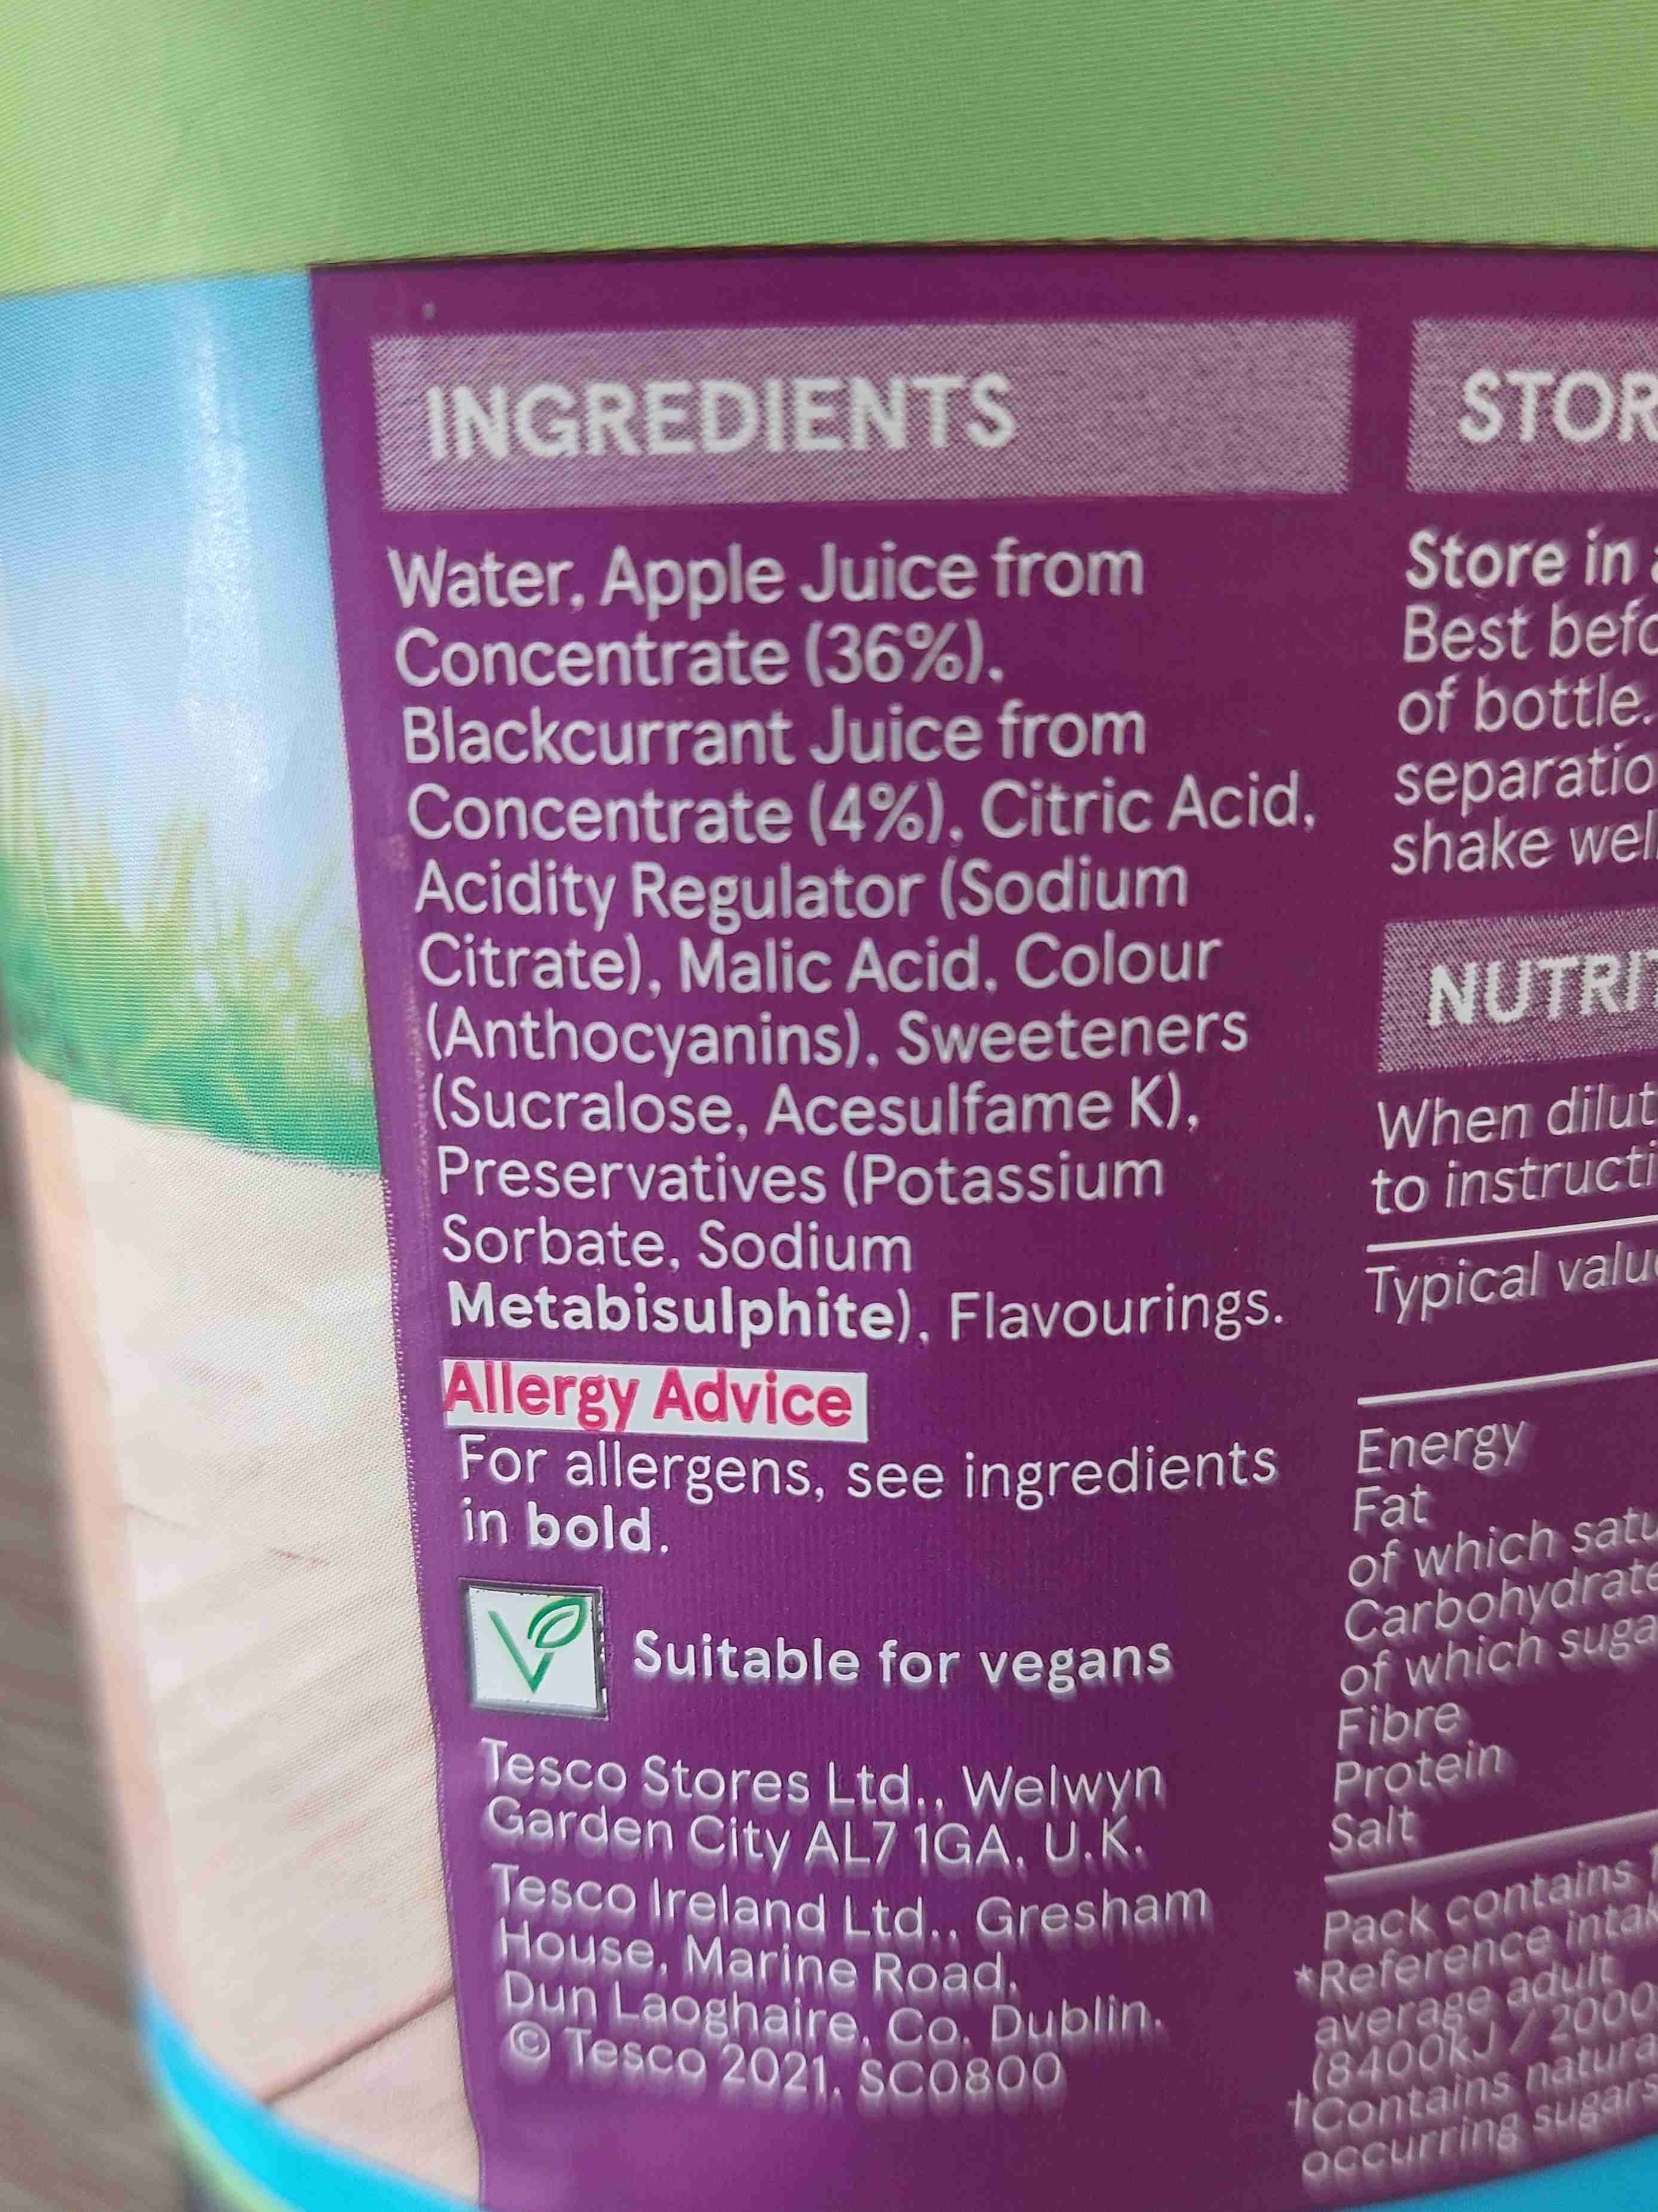 INGREDIENTS
Water, Apple Juice from
Concentrate (36%),
Blackcurrant Juice from
Concentrate (4%), Citric Acid,
Acidity Regulator (Sodium
Citrate), Malic Acid, Colour
(Anthocyanins), Sweeteners
(Sucralose, Acesulfame K),
Preservatives (Potassium
Sorbate, Sodium
Metabisulphite), Flavourings.
Allergy Advice
For allergens, see ingredients
in bold.
Suitable for vegans
Tesco Stores Ltd., Welwyn
Garden City AL7 1GA, U.K.
Tesco Ireland Ltd., Gresham
House, Marine Road,
Dun Laoghaire, Co. Dublin.
© Tesco 2021. SC0800
STOR
Store in
Best befo
of bottle.
separatio
shake wel
NUTRIT
When dilut
to instructi
Typical valu
Energy
Fat
of which satu
Carbohydrate
of which suga
Fibre
Protein
Salt
Pack contains
*Reference intak
average adult
(8400kJ / 2000
†Contains natura
occurring sugars